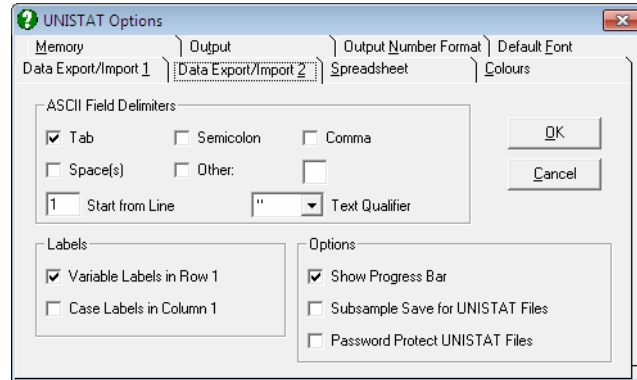 UNISTAT Options
Memory Output Output Number Format Default Font
Data Export/Import 1 Data Export/Import 2 Spreadsheet Colours
ASCII Field Delimiters
Tab Semicolon Comma
Space(s) Other:
1 Start from Line " Text Qualifier
OK
Cancel
Labels
Variable Labels in Row 1
Case Labels in Column 1
Options
Show Progress Bar
Subsample Save for UNISTAT Files
Password Protect UNISTAT Files